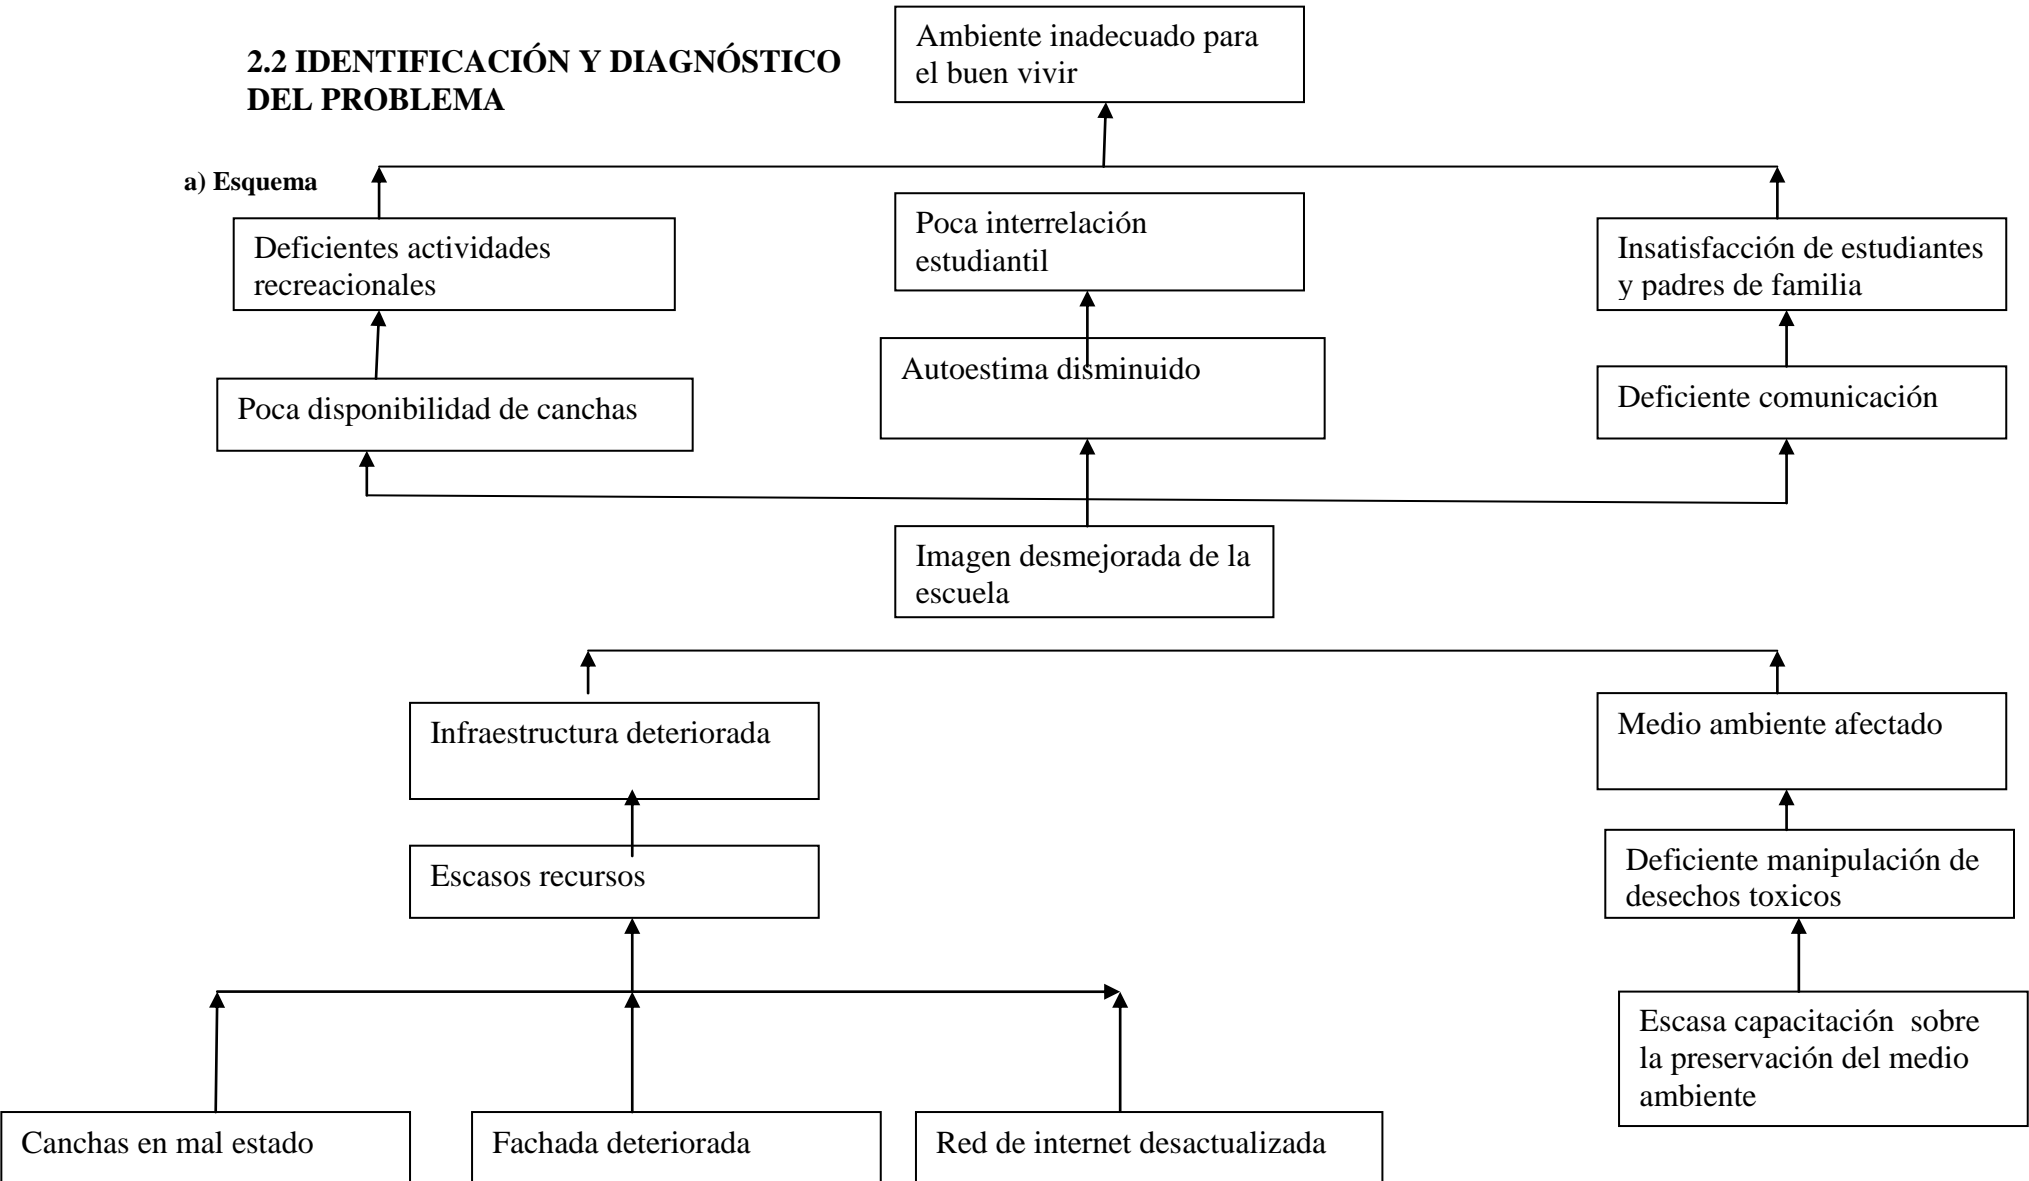 2.2 IDENTIFICACIÓN Y DIAGNÓSTICO
DEL PROBLEMA
Ambiente inadecuado para
el buen vivir
a) Esquema
Deficientes actividades
recreacionales
Poca interrelación
estudiantil
Insatisfacción de estudiantes
y padres de familia
Poca disponibilidad de canchas
Autoestima disminuido
Deficiente comunicación
Imagen desmejorada de la
escuela
Infraestructura deteriorada
Medio ambiente afectado
Escasos recursos
Deficiente manipulación de
desechos toxicos
Escasa capacitación  sobre
la preservación del medio
ambiente
Canchas en mal estado
Fachada deteriorada
Red de internet desactualizada